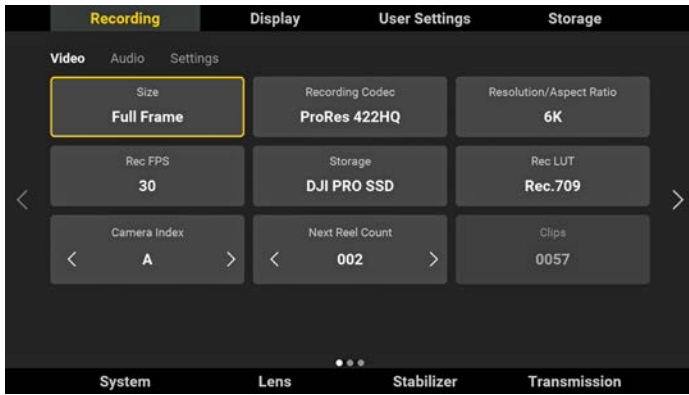 Recording Display User Settings Storage
Video Audio Settings
Size Recording Codec Resolution/Aspect Ratio
Full Frame ProRes 422HQ 6K
Rec FPS Storage Rec LUT
30 DJI PRO SSD Rec.709
Camera Index Next Reel Count Clips
A 002 0057
System Lens Stabilizer Transmission